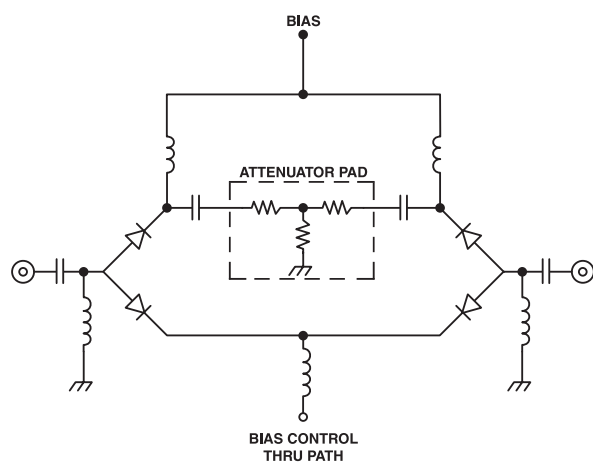 BIAS
ATTENUATOR PAD
BIAS CONTROL
THRU PATH